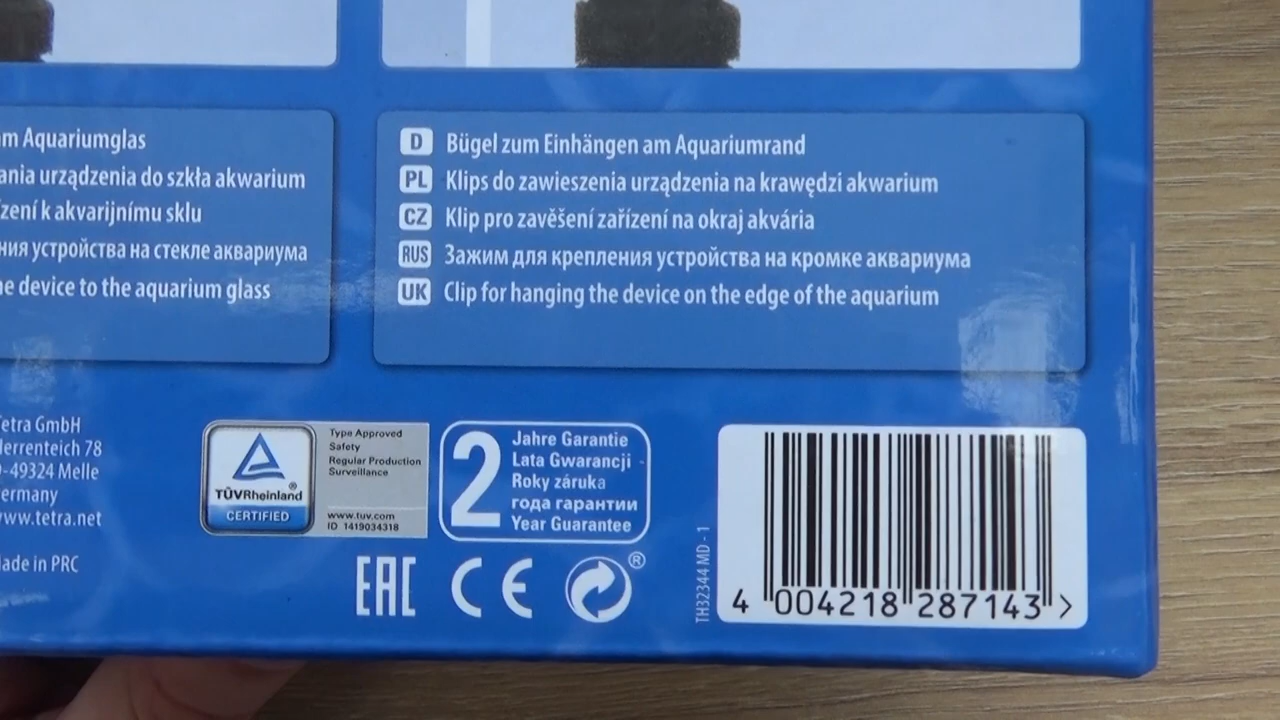 am Aquariumglas
ania urządzenia do szkła akwarium
zení k akvarijnímu sklu
ния устройства на стекле аквариума
he device to the aquarium glass
D Bügel zum Einhängen am Aquariumrand
PL Klips do zawieszenia urządzenia na krawędzi akwarium
CZ Klip pro zavěšení zařízení na okraj akvária
RUS Зажим для крепления устройства на кромке аквариума
UK Clip for hanging the device on the edge of the aquarium
Tetra GmbH
Herrenteich 78
D-49324 Melle
Germany
www.tetra.net
Made in PRC
TÜVRheinland®
CERTIFIED
Type Approved
Safety
Regular Production
Surveillance
www.tuv.com
ID 1419034318
2
Jahre Garantie
Lata Gwarancji
Roky záruka
года гарантии
Year Guarantee
EAC CE ®
TH32344 MD - 1
4 004218 287143 >